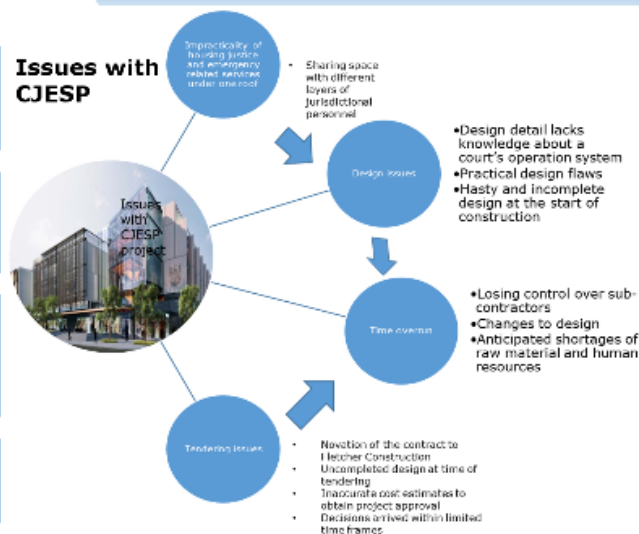 Issues with
CJESP
Impracticality of
housing justice
and emergency
related services
under one roof
• Sharing space
with different
layers of
jurisdictional
personnel
Design issues
•Design detail lacks
knowledge about a
court's operation system
•Practical design flaws
•Hasty and incomplete
design at the start of
construction
Issues
with
CJESP
project
Time overrun
•Losing control over sub-
contractors
•Changes to design
•Anticipated shortages of
raw material and human
resources
Tendering issues
• Novation of the contract to
Fletcher Construction
• Uncompleted design at time of
tendering
• Inaccurate cost estimates to
obtain project approval
• Decisions arrived within limited
time frames